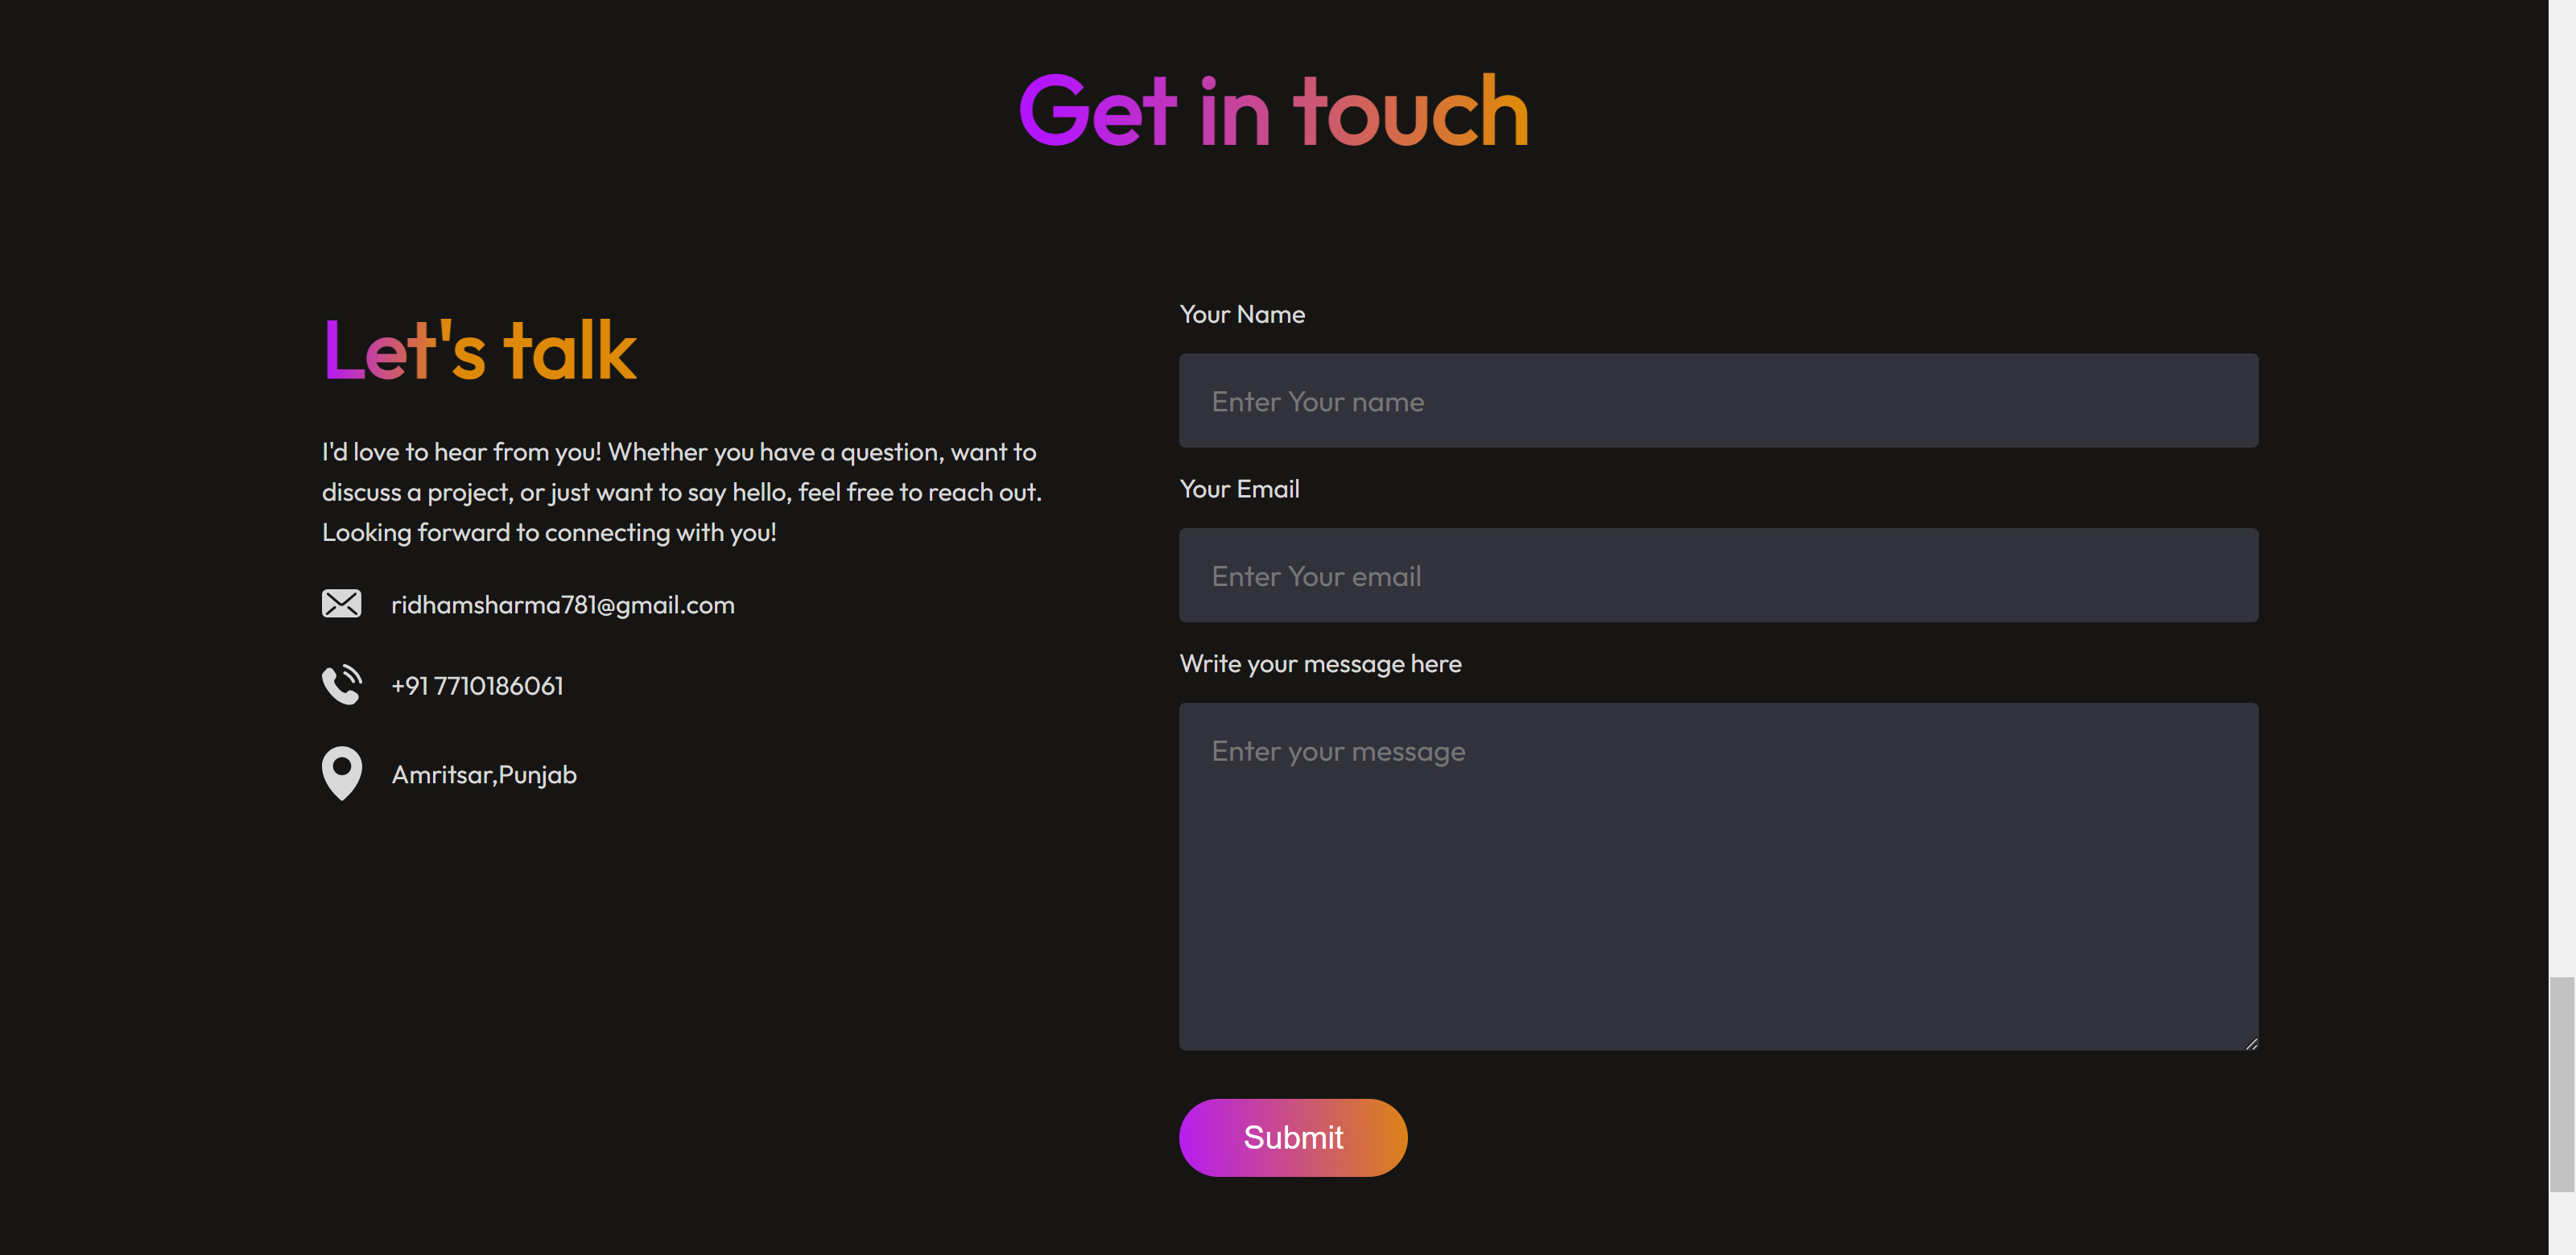 Get in touch
Let's talk
I'd love to hear from you! Whether you have a question, want to
discuss a project, or just want to say hello, feel free to reach out.
Looking forward to connecting with you!
ridhamsharma781@gmail.com
+91 7710186061
Amritsar,Punjab
Your Name
Enter Your name
Your Email
Enter Your email
Write your message here
Enter your message
Submit